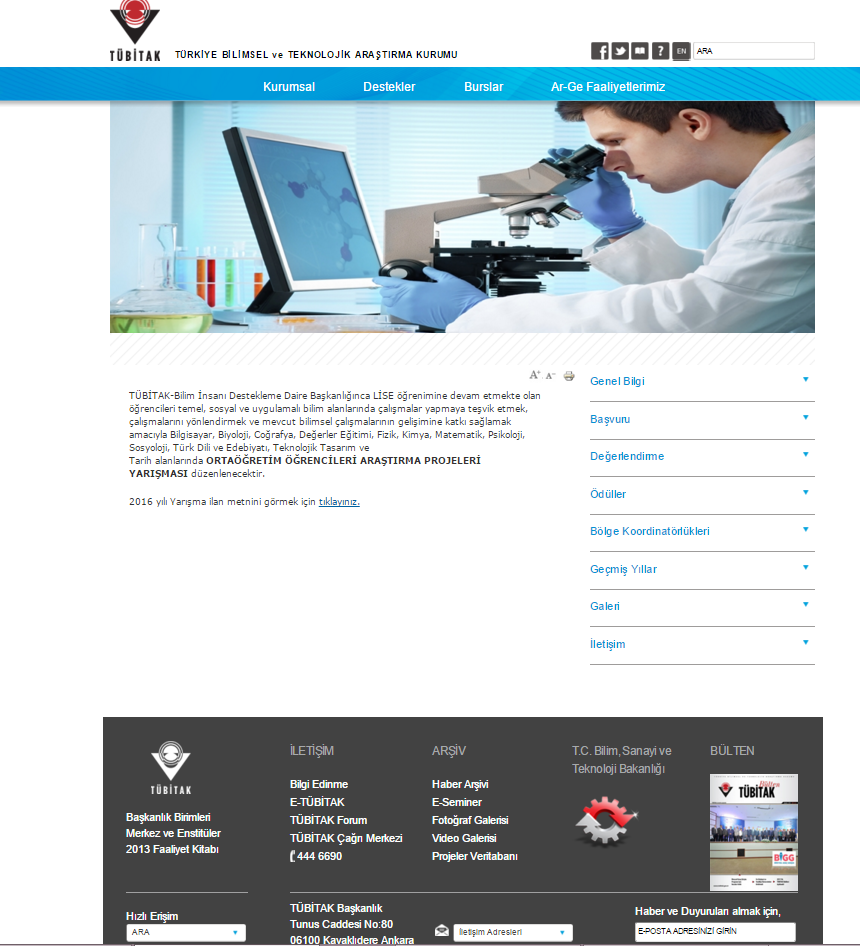 TÜBİTAK
TÜRKİYE BİLİMSEL ve TEKNOLOJİK ARAŞTIRMA KURUMU
f ? EN ARA
Kurumsal Destekler Burslar Ar-Ge Faaliyetlerimiz
A+ A-
TÜBİTAK-Bilim İnsanı Destekleme Daire Başkanlığınca LİSE öğrenimine devam etmekte olan
öğrencileri temel, sosyal ve uygulamalı bilim alanlarında çalışmalar yapmaya teşvik etmek,
çalışmalarını yönlendirmek ve mevcut bilimsel çalışmalarının gelişimine katkı sağlamak
amacıyla Bilgisayar, Biyoloji, Coğrafya, Değerler Eğitimi, Fizik, Kimya, Matematik, Psikoloji,
Sosyoloji, Türk Dili ve Edebiyatı, Teknolojik Tasarım ve
Tarih alanlarında ORTAÖĞRETİM ÖĞRENCİLERİ ARAŞTIRMA PROJELERİ
YARIŞMASI düzenlenecektir.
2016 yılı Yarışma ilan metnini görmek için tıklayınız.
Genel Bilgi
Başvuru
Değerlendirme
Ödüller
Bölge Koordinatörlükleri
Geçmiş Yıllar
Galeri
İletişim
TÜBİTAK
Başkanlık Birimleri
Merkez ve Enstitüler
2013 Faaliyet Kitabı
Hızlı Erişim
ARA
İLETİŞİM
Bilgi Edinme
E-TÜBİTAK
TÜBİTAK Forum
TÜBİTAK Çağrı Merkezi
444 6690
ARŞİV
Haber Arşivi
E-Seminer
Fotoğraf Galerisi
Video Galerisi
Projeler Veritabanı
T.C. Bilim, Sanayi ve
Teknoloji Bakanlığı
BÜLTEN
Bülten
TÜBİTAK
BİGG
TÜBİTAK Başkanlık
Tunus Caddesi No:80
06100 Kavaklıdere Ankara
İletişim Adresleri
Haber ve Duyuruları almak için,
E-POSTA ADRESİNİZİ GİRİN